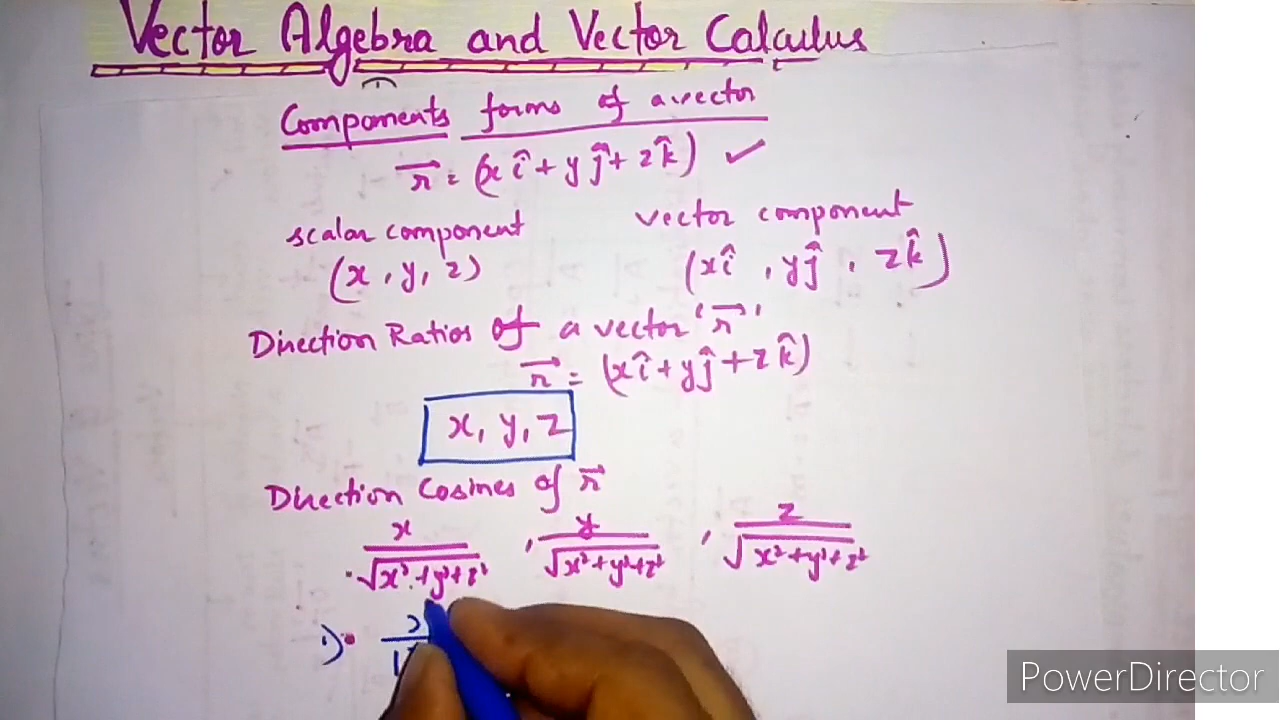 Vector Algebra and Vector Calculus
Components forms of a vector
r⃗ = (x î + y ĵ + z k̂) ✓
scalar component vector component
(x, y, z) (x î, y ĵ, z k̂)
Direction Ratios of a vector 'r⃗'
r⃗ = (x î + y ĵ + z k̂)
x, y, z
Direction Cosines of r⃗
x/√(x²+y²+z²), y/√(x²+y²+z²), z/√(x²+y²+z²)
PowerDirector